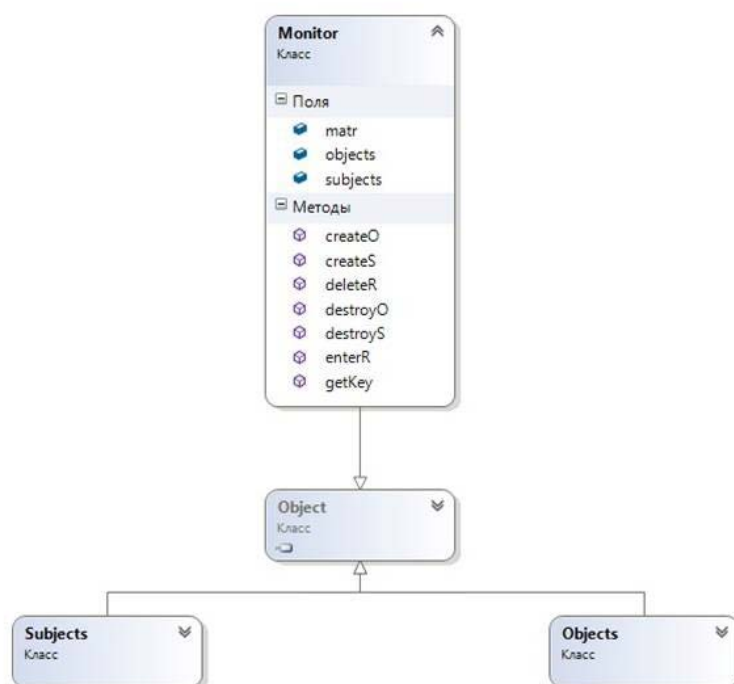 Monitor
Класс
Поля
matr
objects
subjects
Методы
createO
createS
deleteR
destroyO
destroyS
enterR
getKey
Object
Класс
Subjects
Класс
Objects
Класс